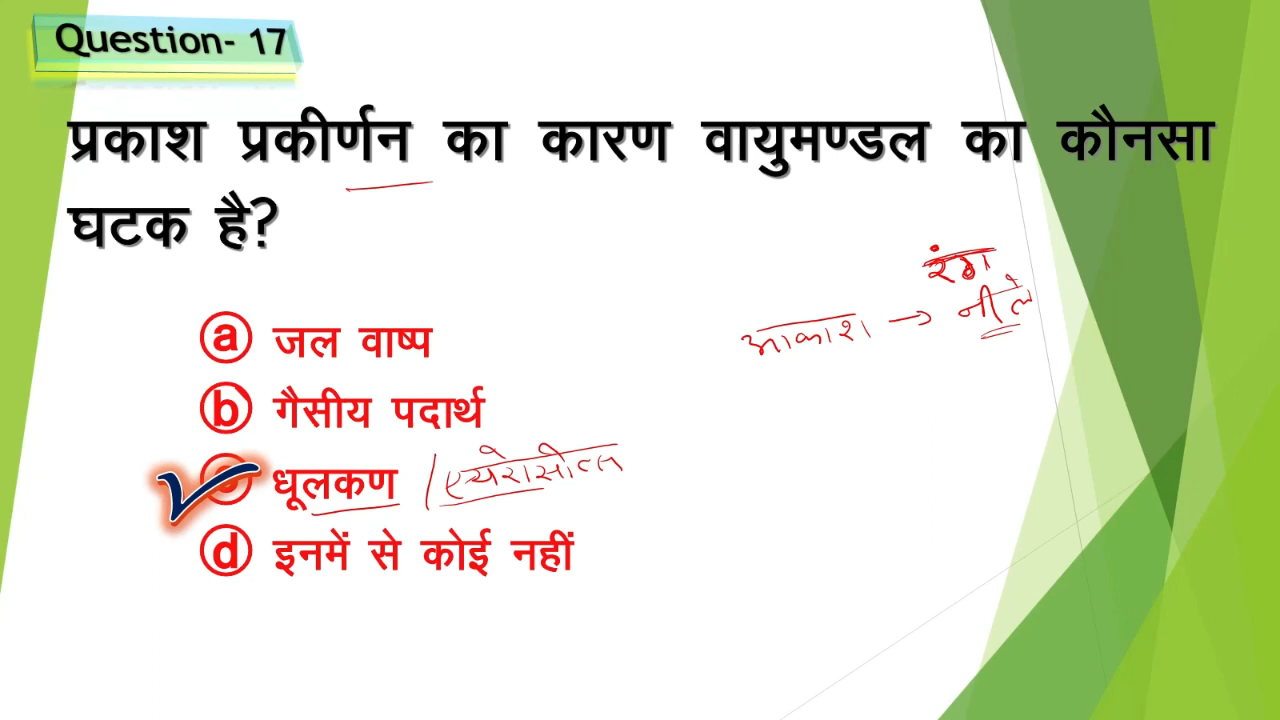 Question- 17
प्रकाश प्रकीर्णन का कारण वायुमण्डल का कौनसा
घटक है?
रंग
आकाश → नीले
ⓐ जल वाष्प
ⓑ गैसीय पदार्थ
ⓒ धूलकण / एयरोसोल
ⓓ इनमें से कोई नहीं